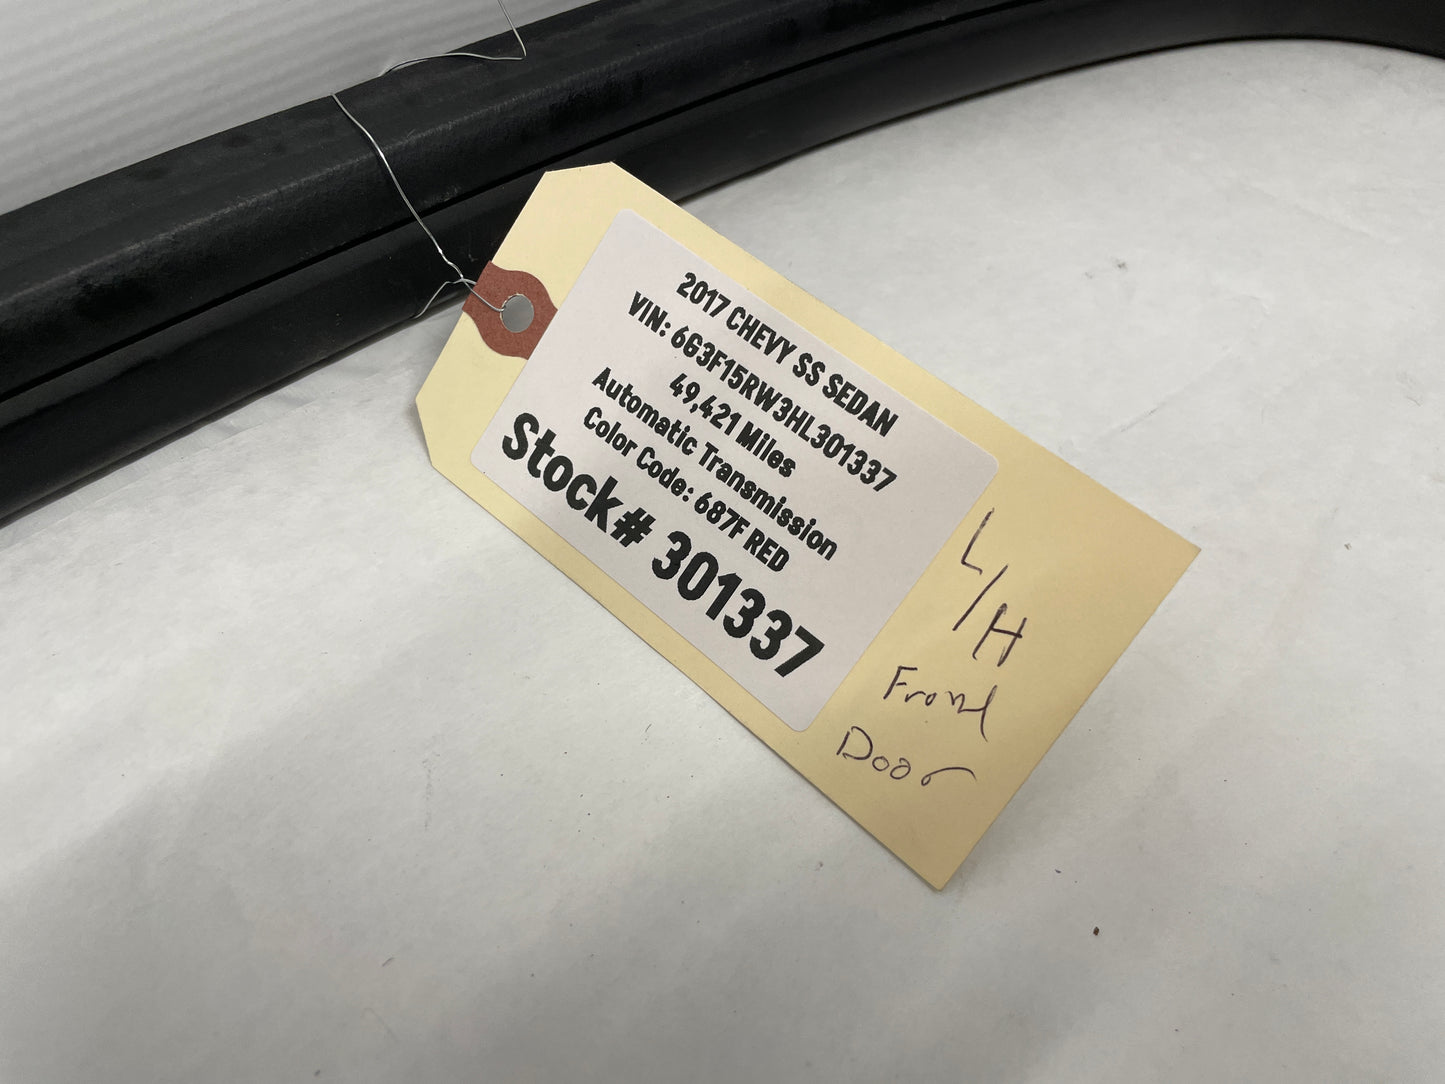 2017 CHEVY SS SEDAN
VIN: 6G3F15RW3HL301337
49,421 Miles
Automatic Transmission
Color Code: 687F RED
Stock# 301337
L/H
Front
Door